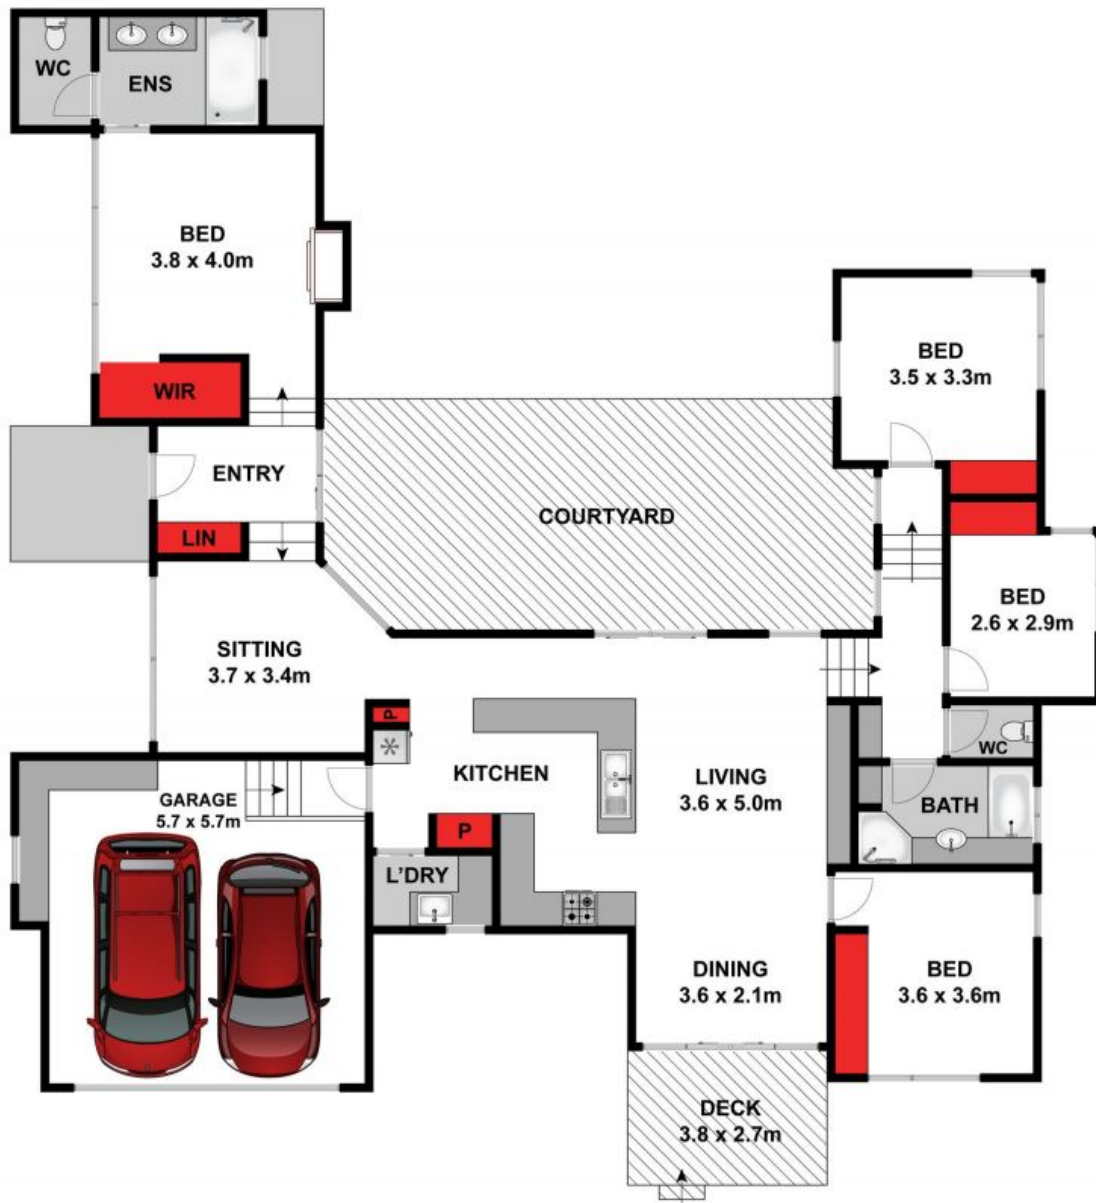 WC
ENS
BED
3.8 x 4.0m
WIR
ENTRY
LIN
COURTYARD
BED
3.5 x 3.3m
BED
2.6 x 2.9m
SITTING
3.7 x 3.4m
P
KITCHEN
LIVING
3.6 x 5.0m
WC
BATH
GARAGE
5.7 x 5.7m
P
L'DRY
DINING
3.6 x 2.1m
BED
3.6 x 3.6m
DECK
3.8 x 2.7m